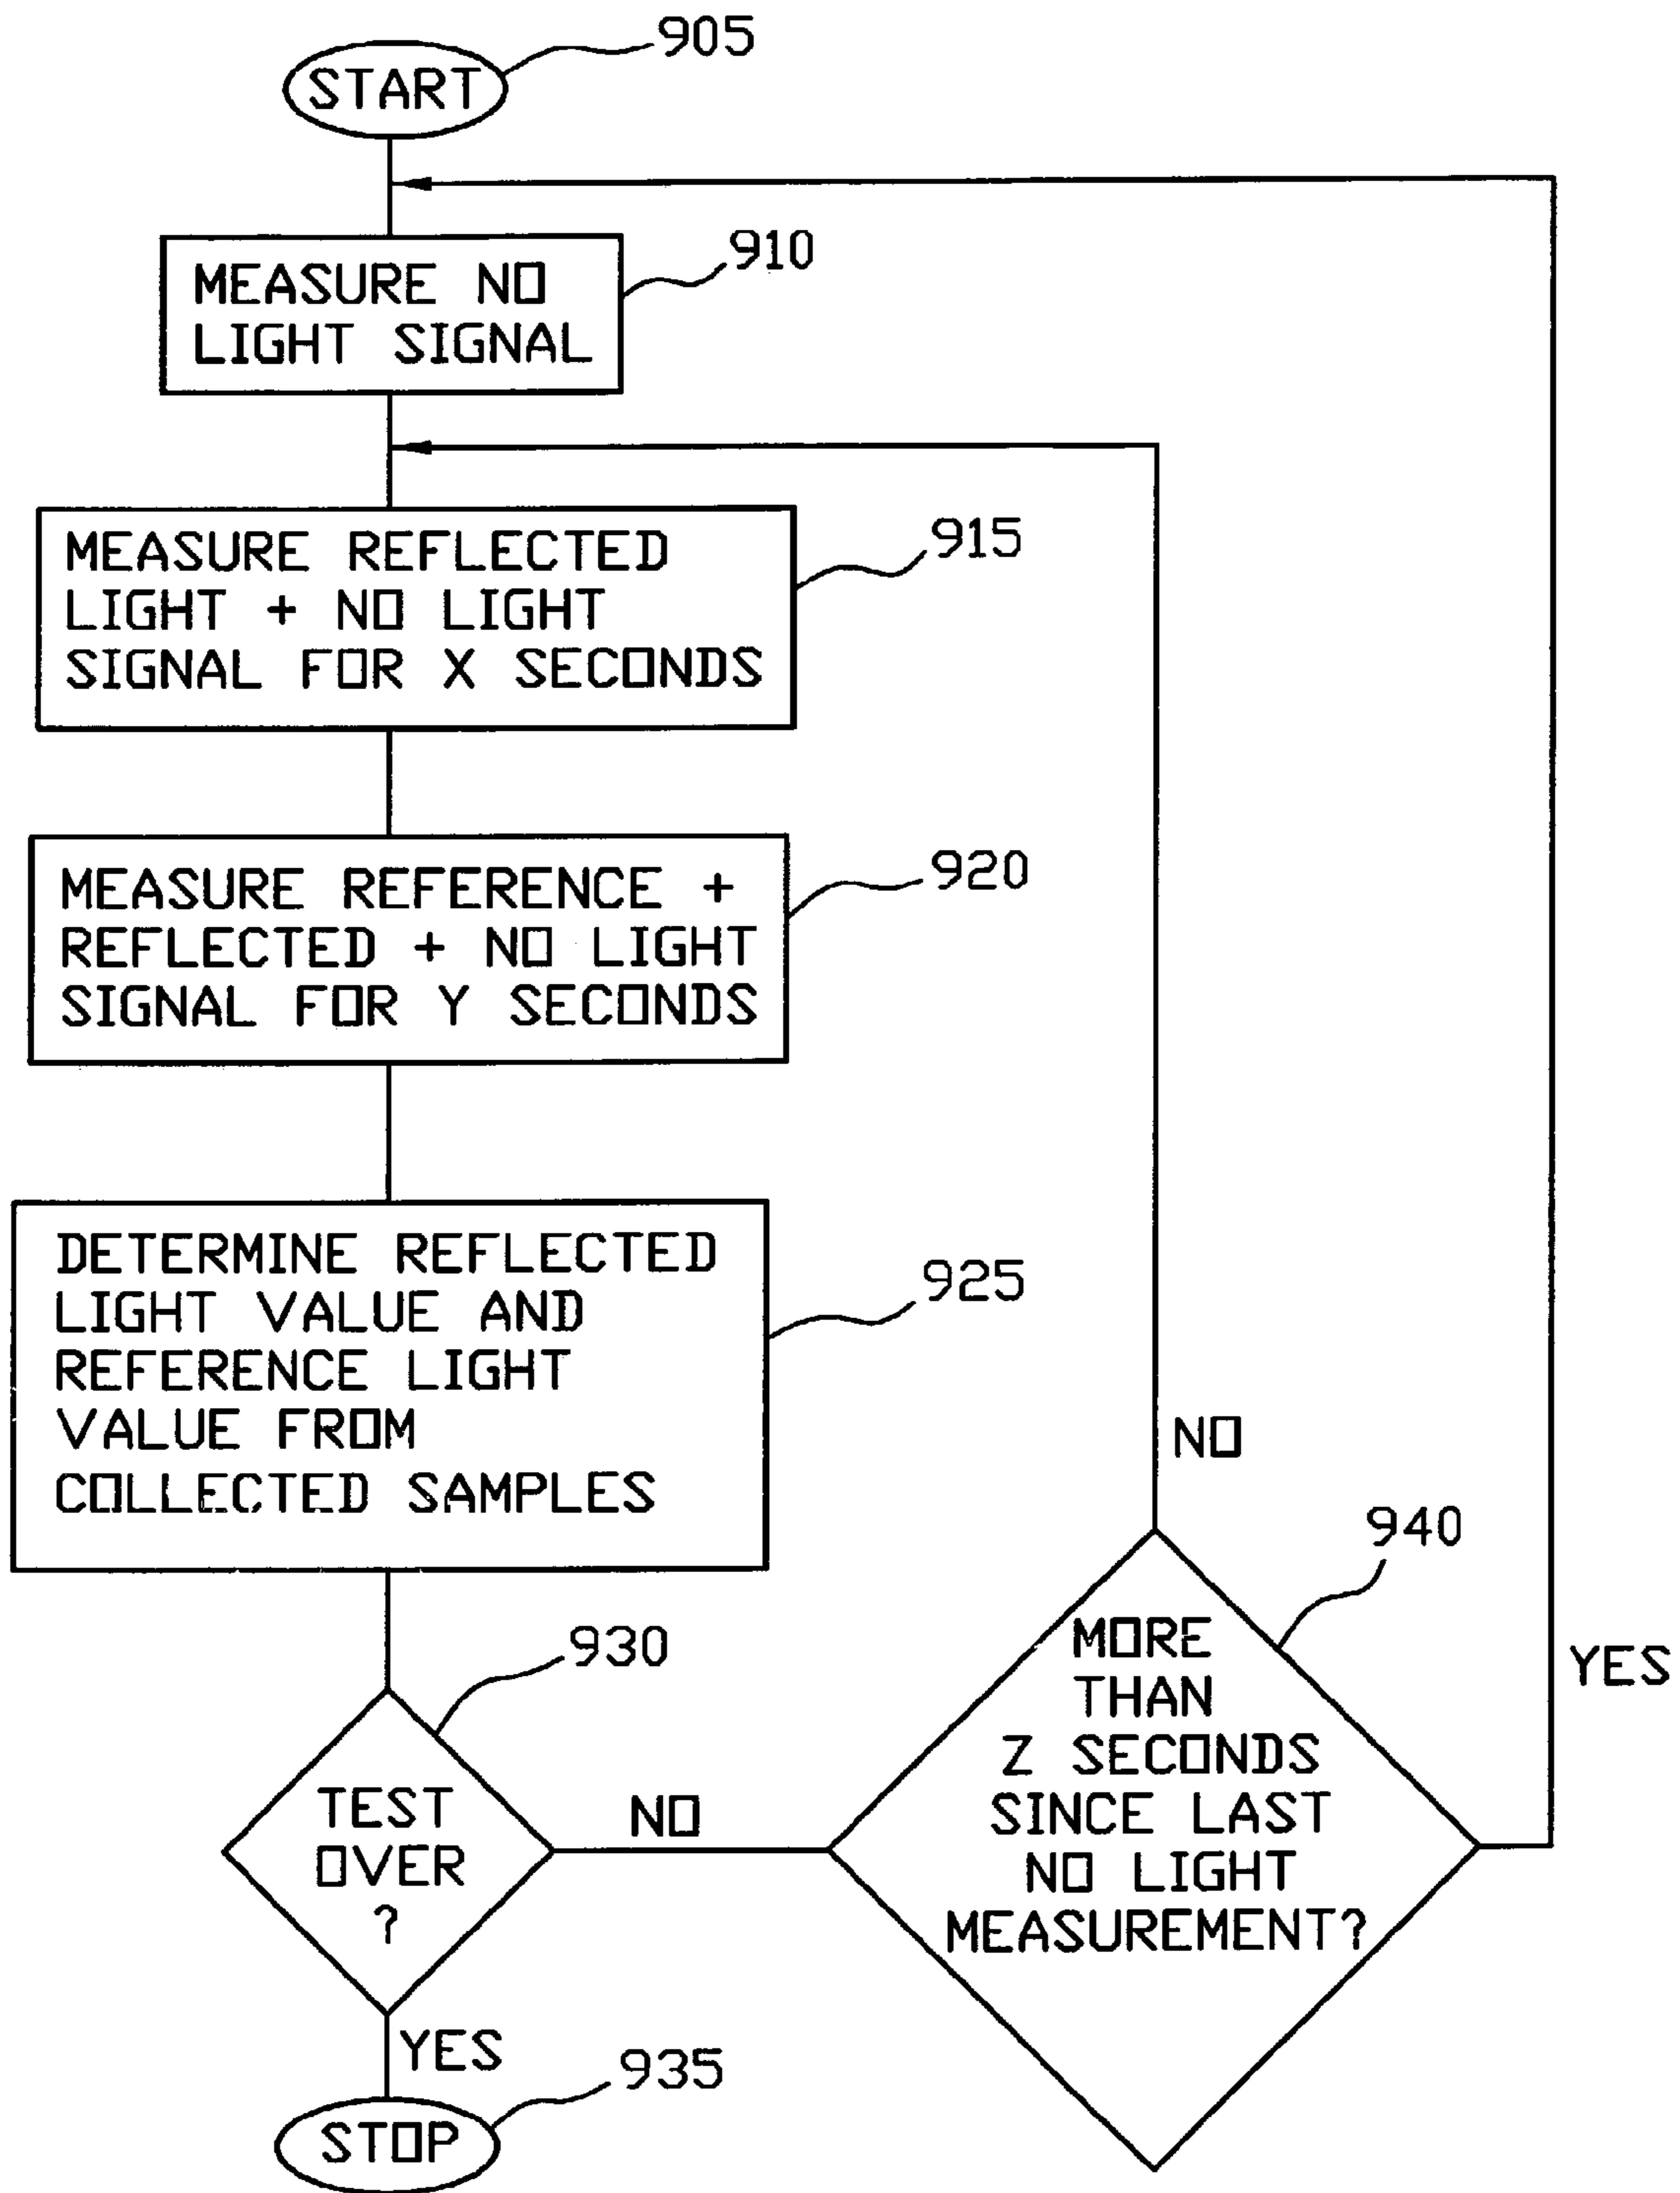 905
START
910
MEASURE NO
LIGHT SIGNAL
915
MEASURE REFLECTED
LIGHT + NO LIGHT
SIGNAL FOR X SECONDS
920
MEASURE REFERENCE +
REFLECTED + NO LIGHT
SIGNAL FOR Y SECONDS
925
DETERMINE REFLECTED
LIGHT VALUE AND
REFERENCE LIGHT
VALUE FROM
COLLECTED SAMPLES
930
TEST
OVER
?
NO
YES
935
STOP
940
MORE
THAN
Z SECONDS
SINCE LAST
NO LIGHT
MEASUREMENT?
NO
YES